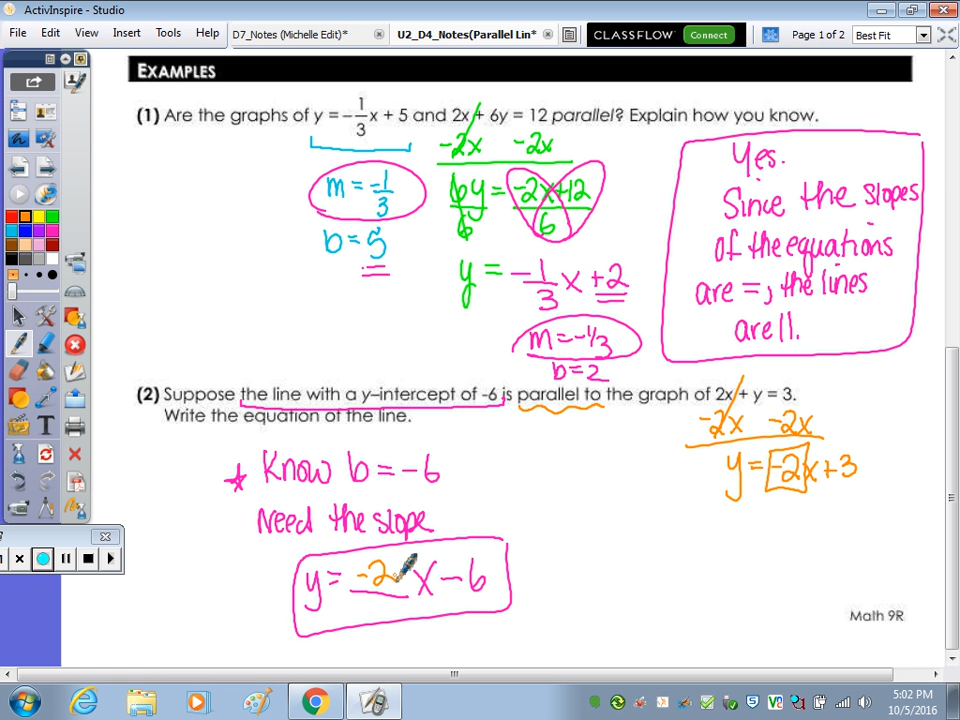 ActivInspire - Studio
File Edit View Insert Tools Help D7_Notes (Michelle Edit)* U2_D4_Notes(Parallel Lin* CLASSFLOW Connect Page 1 of 2 Best Fit
EXAMPLES
(1) Are the graphs of y = -1/3x + 5 and 2x + 6y = 12 parallel? Explain how you know.
-2x -2x
m = -1/3
b = 5
6y = -2x+12
6 6
y = -1/3 x +2
m = -1/3
b = 2
Yes.
Since the slopes
of the equations
are =, the lines
are ||.
(2) Suppose the line with a y–intercept of -6 is parallel to the graph of 2x + y = 3.
Write the equation of the line.
-2x -2x
y = -2x+3
* Know b = -6
Need the slope
y = -2 x - 6
Math 9R
5:02 PM
10/5/2016